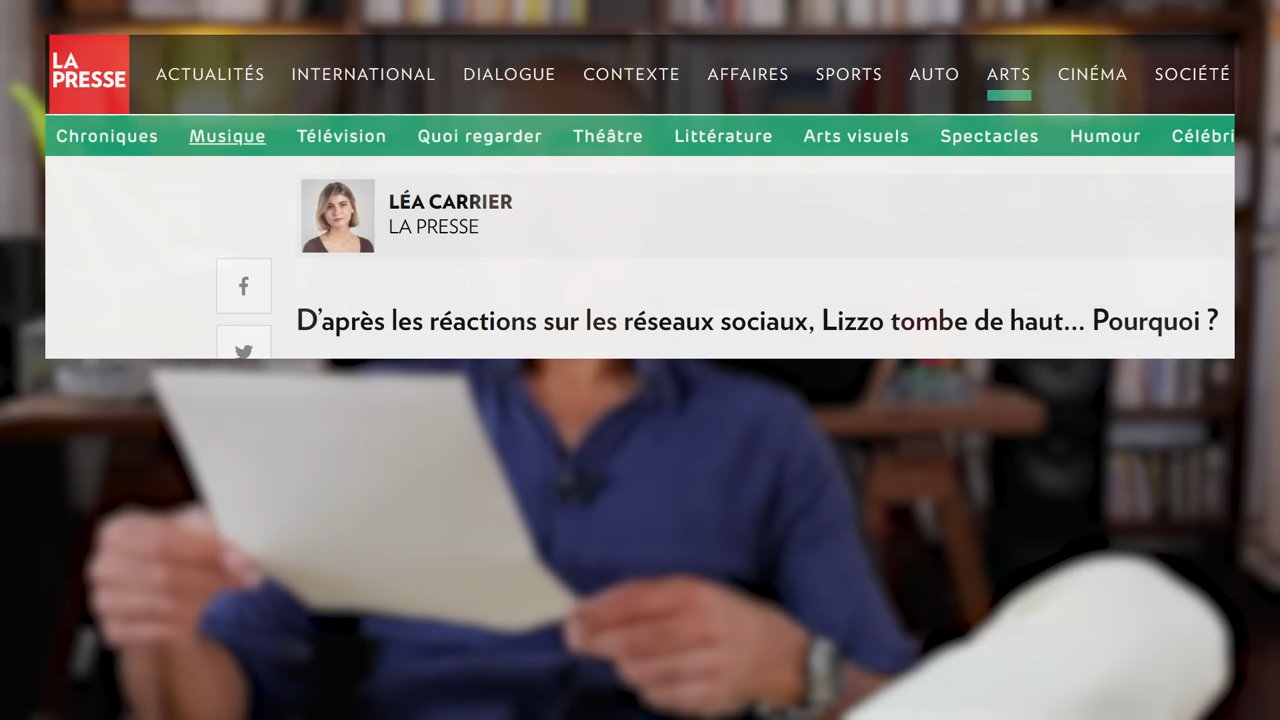 LA
PRESSE
ACTUALITÉS INTERNATIONAL DIALOGUE CONTEXTE AFFAIRES SPORTS AUTO ARTS CINÉMA SOCIÉTÉ
Chroniques Musique Télévision Quoi regarder Théâtre Littérature Arts visuels Spectacles Humour Célébri
LÉA CARRIER
LA PRESSE
f
D'après les réactions sur les réseaux sociaux, Lizzo tombe de haut... Pourquoi ?